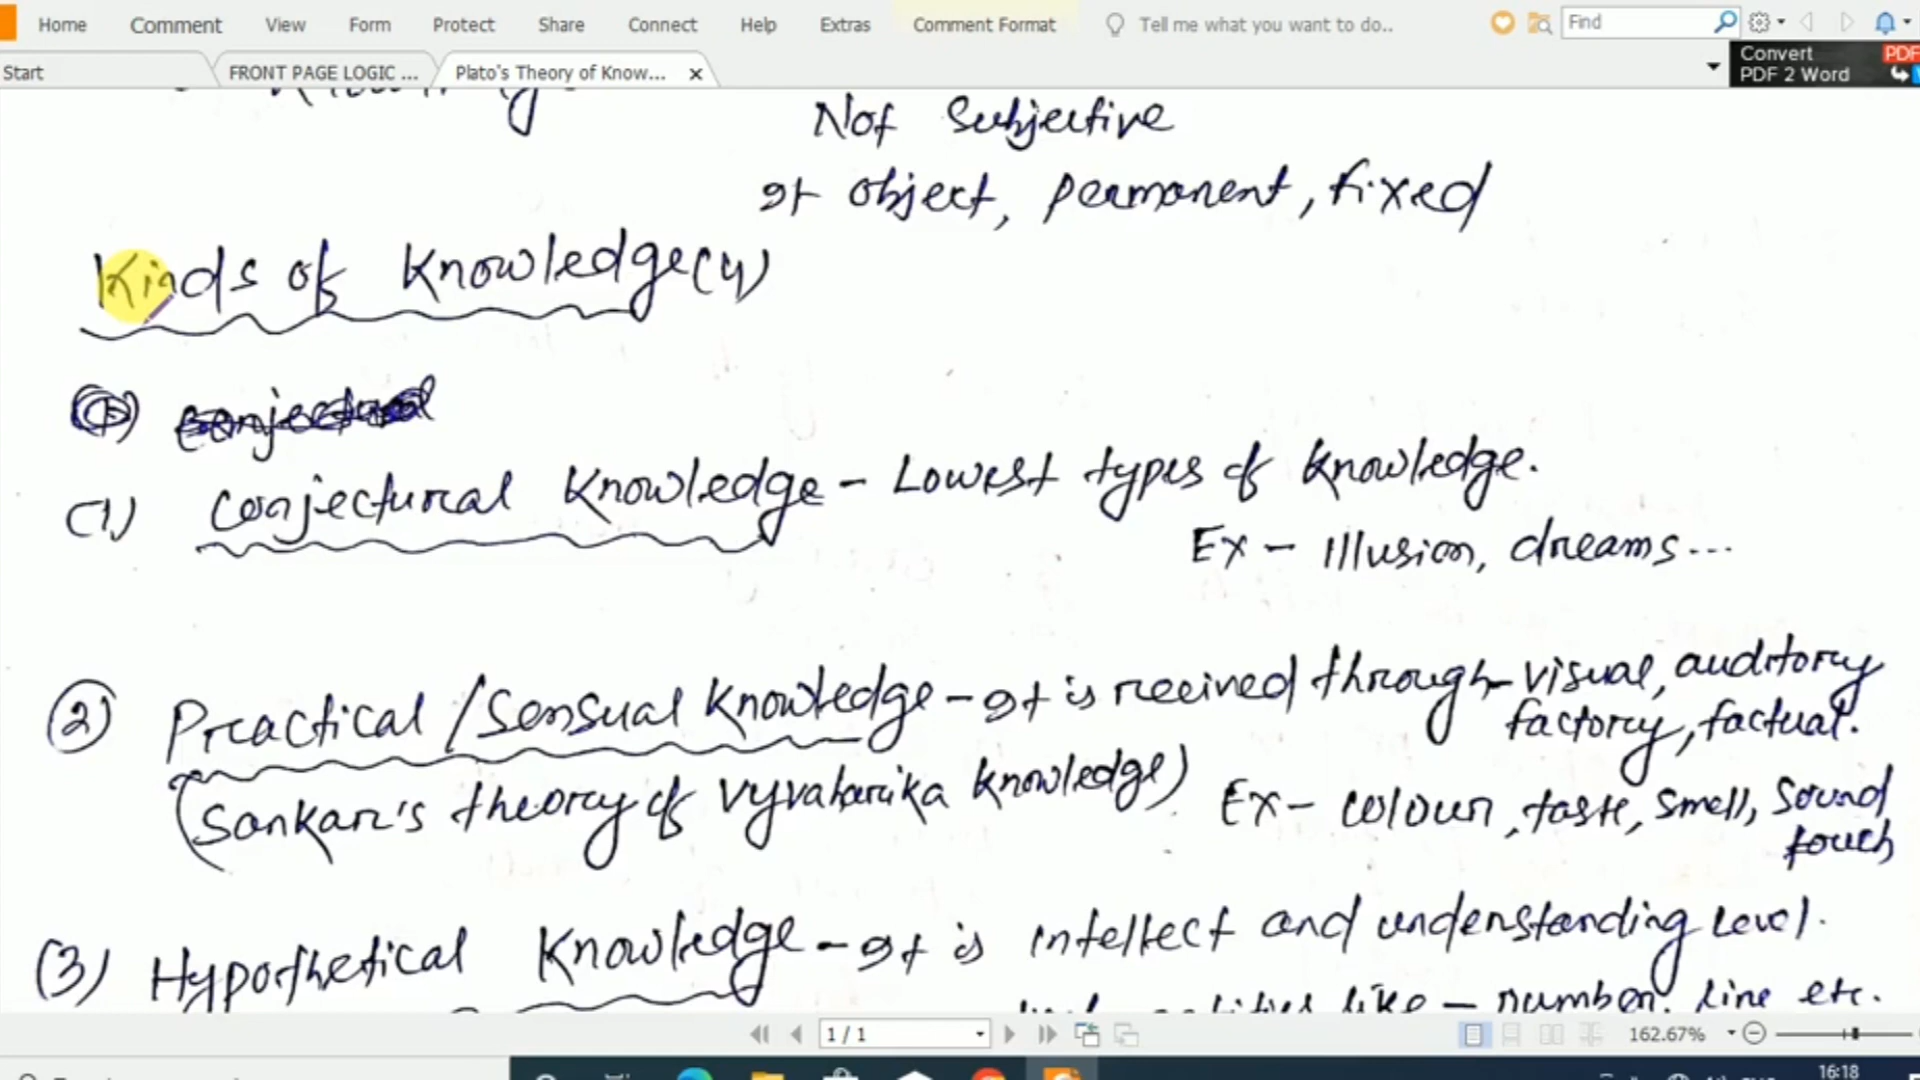 Home Comment View Form Protect Share Connect Help Extras Comment Format Tell me what you want to do.. Find
Start FRONT PAGE LOGIC ... Plato's Theory of Know... Convert PDF
PDF 2 Word
Not Subjective
It object, permanent, fixed
Kinds of Knowledge (4)
(1) Conjectural Knowledge - Lowest types of knowledge.
Ex - Illusion, dreams...
(2) Practical / Sensual Knowledge - It is received through - visual, auditory
factory, factual.
(Sankar's theory of Vyvaharika Knowledge)
Ex - colour, taste, smell, sound
touch
(3) Hypothetical Knowledge - It is intellect and understanding level.
like - number, line etc.
1 / 1 162.67%
16:18